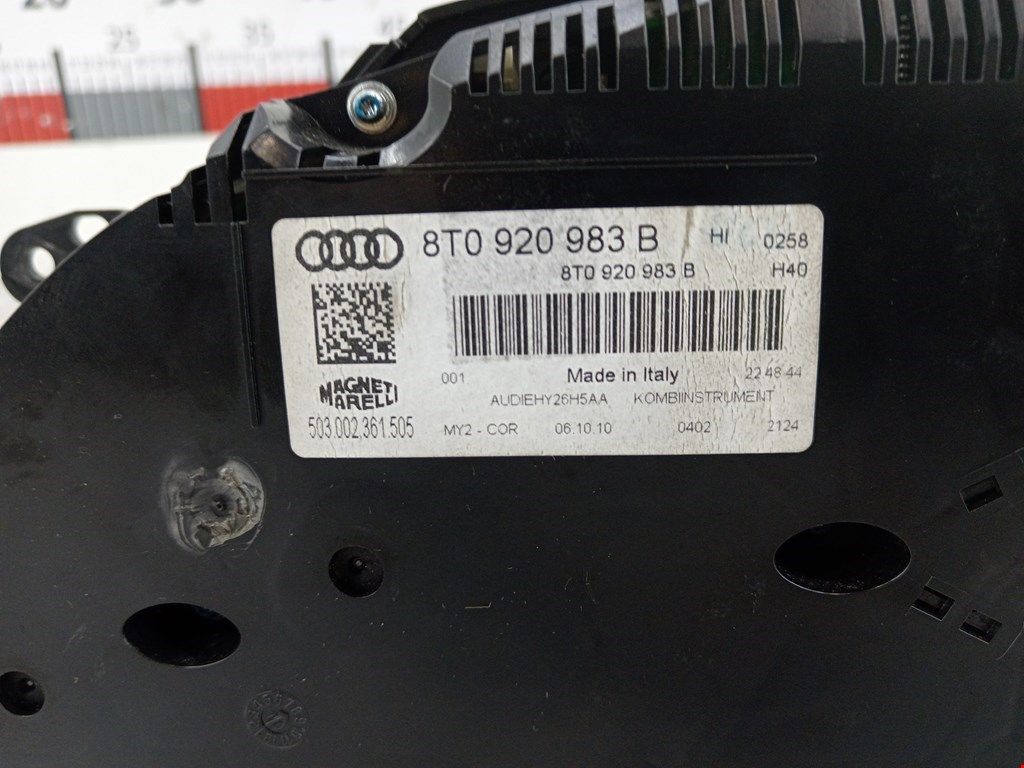 25
35
8T0 920 983 B HI 0258
8T0 920 983 B H40
001 Made in Italy 22 48 44
MAGNETI
MARELLI
AUDIEHY26H5AA KOMBIINSTRUMENT
503.002.361.505 MY2 - COR 06.10.10 0402 2124